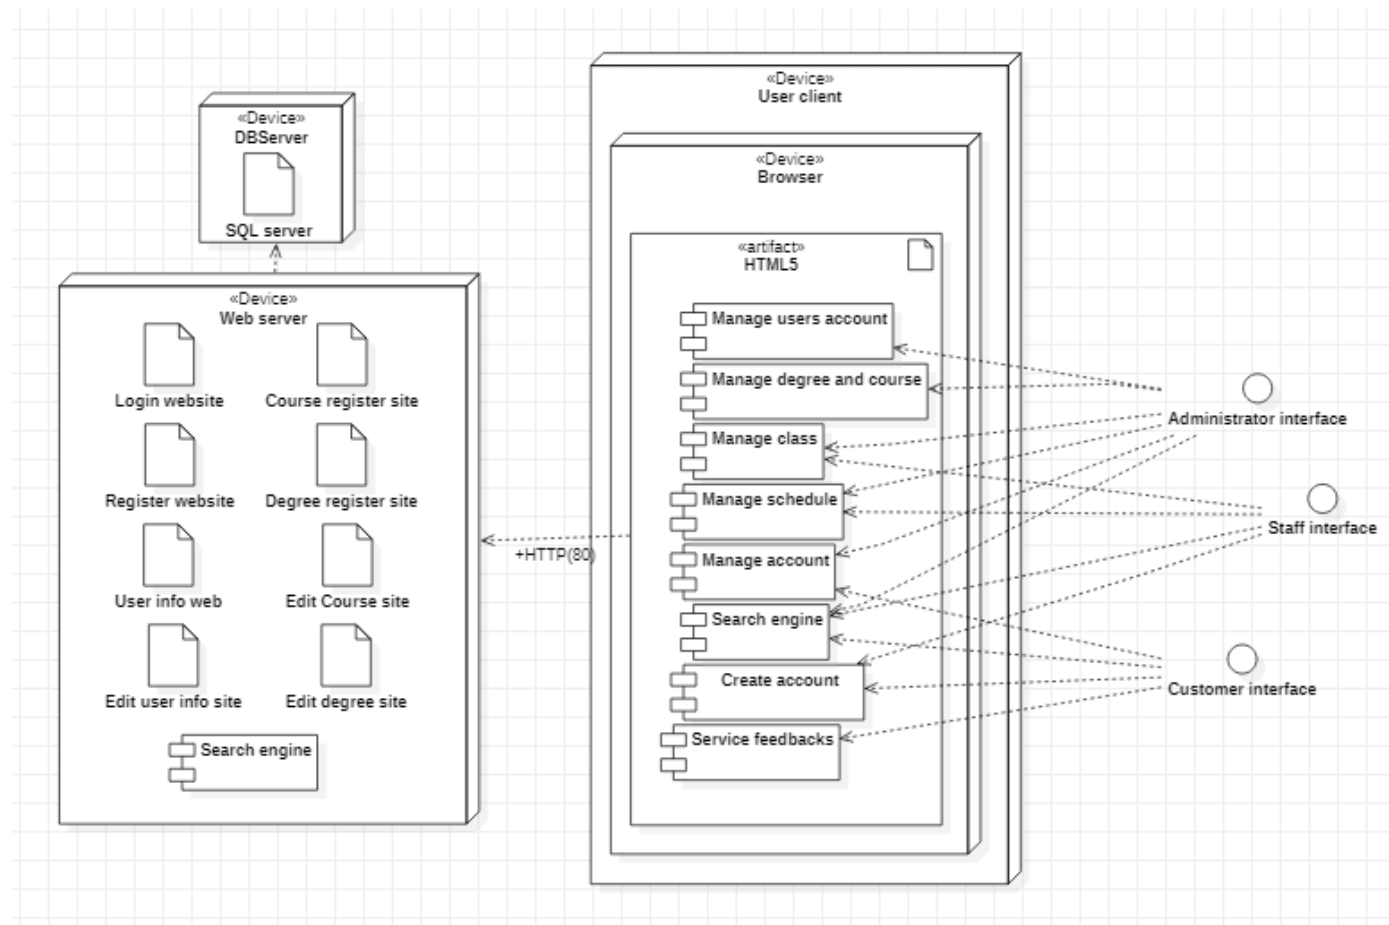 «Device»
DBServer
SQL server
«Device»
Web server
Login website
Course register site
Register website
Degree register site
User info web
Edit Course site
Edit user info site
Edit degree site
Search engine
+HTTP(80)
«Device»
User client
«Device»
Browser
«artifact»
HTML5
Manage users account
Manage degree and course
Manage class
Manage schedule
Manage account
Search engine
Create account
Service feedbacks
Administrator interface
Staff interface
Customer interface